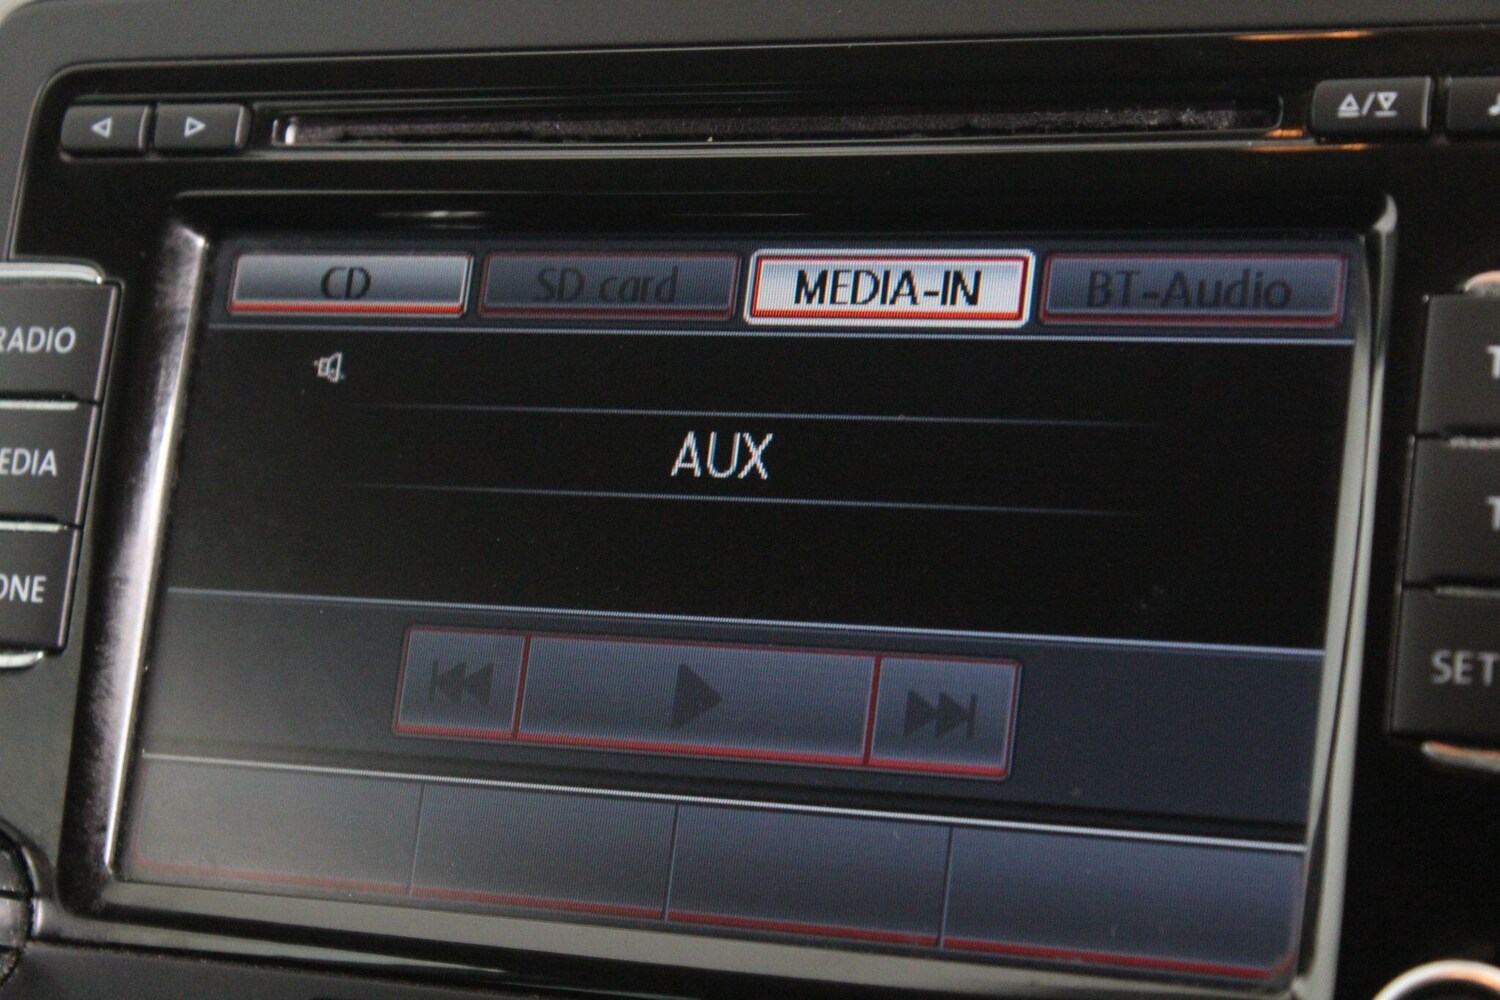 CD
SD card
MEDIA-IN
BT-Audio
RADIO
AUX
EDIA
ONE
SET